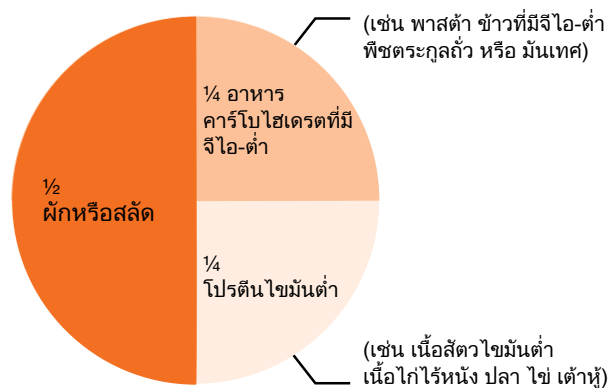 (เช่น พาสต้า ข้าวที่มีจีไอ-ต่ำ
พืชตระกูลถั่ว หรือ มันเทศ)
¼ อาหาร
คาร์โบไฮเดรตที่มี
จีไอ-ต่ำ
½
ผักหรือสลัด
¼
โปรตีนไขมันต่ำ
(เช่น เนื้อสัตวไขมันต่ำ
เนื้อไก่ไร้หนัง ปลา ไข่ เต้าหู้)